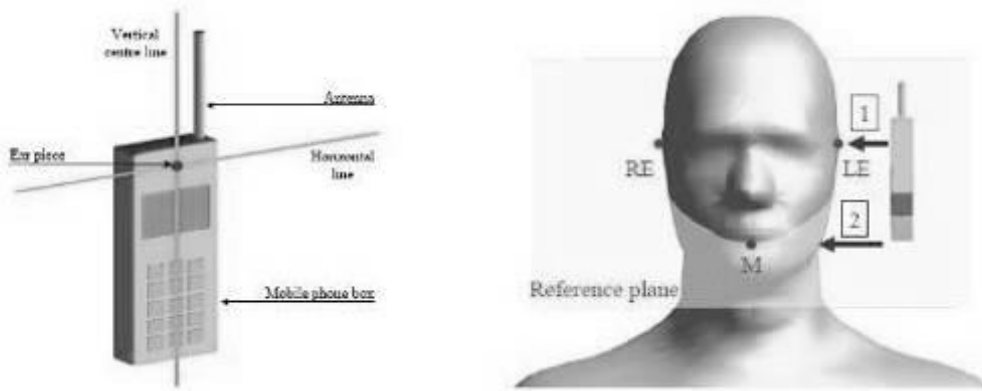 Vertical
centre line
Antenna
Ear piece
Horizontal
line
Mobile phone box
1
RE
LE
2
M
Reference plane